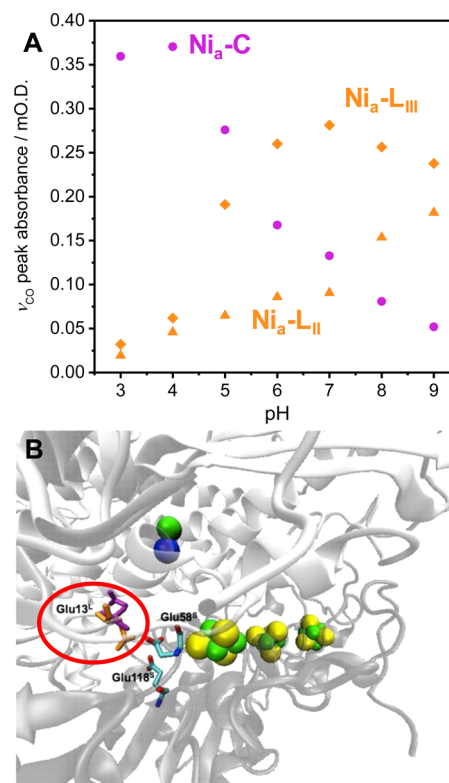 A
0.40
0.35
0.30
0.25
0.20
0.15
0.10
0.05
0.00
νCO peak absorbance / mO.D.
Nia-C
Nia-LIII
Nia-LII
3 4 5 6 7 8 9
pH
B
Glu13L
Glu58S
Glu118S